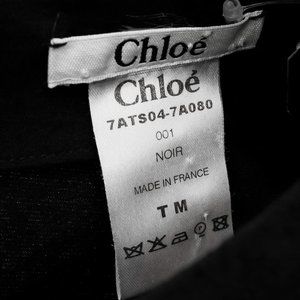 Chloé
Chloé
7ATS04-7A080
001
NOIR
MADE IN FRANCE
T M